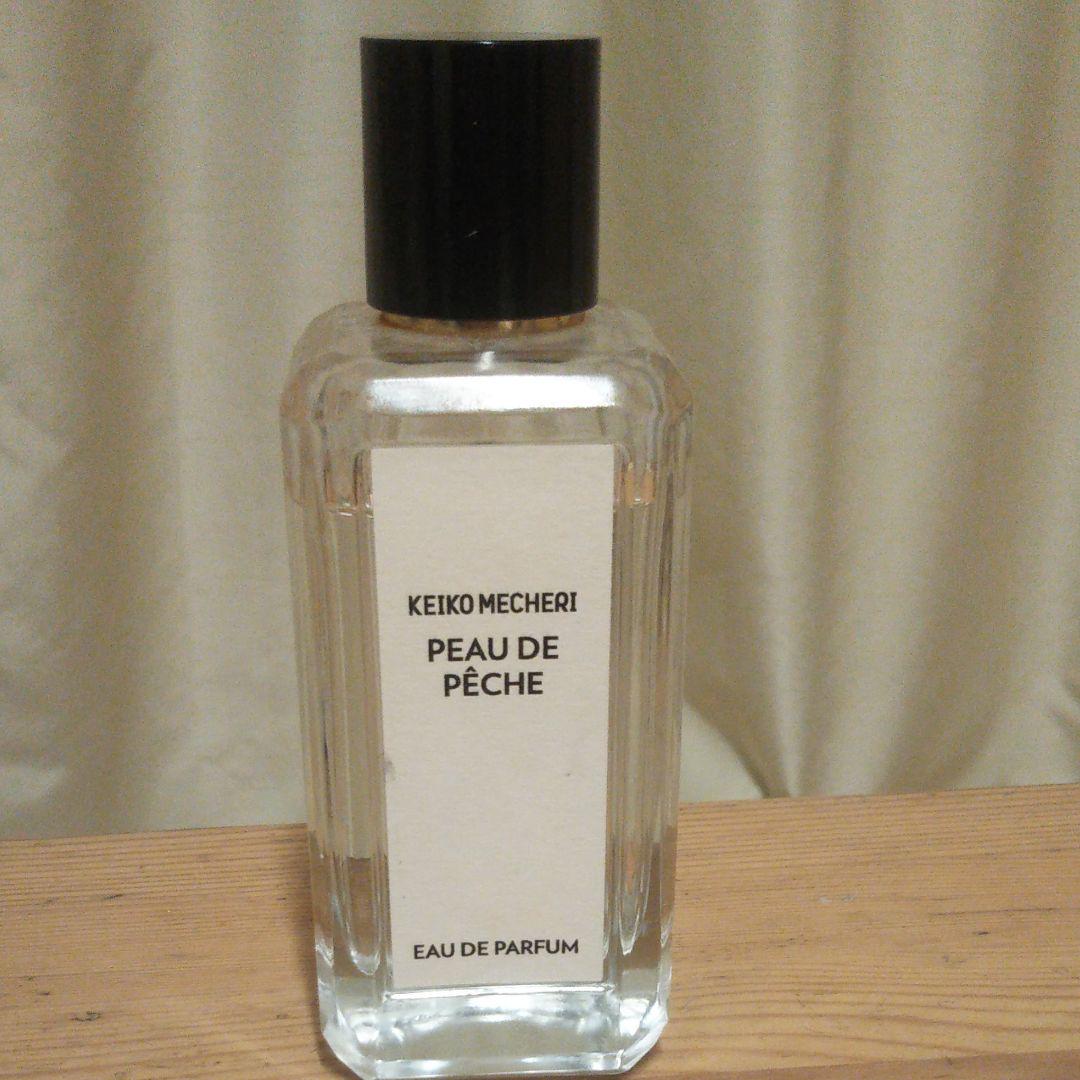 KEIKO MECHERI
PEAU DE
PÊCHE
EAU DE PARFUM